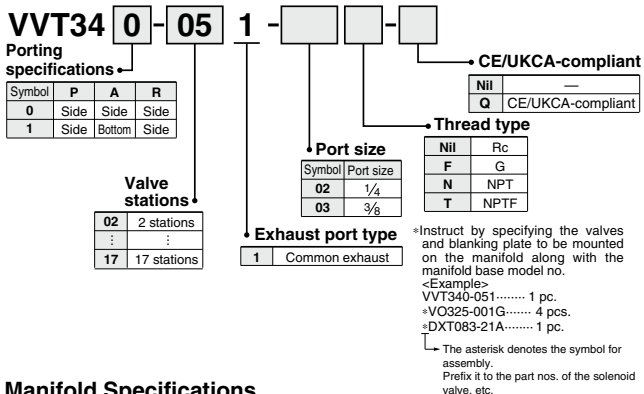 VVT34 0 - 05 1 - -
Porting
specifications
Symbol P A R
0 Side Side Side
1 Side Bottom Side
Valve
stations
02 2 stations
⋮ ⋮
17 17 stations
Exhaust port type
1 Common exhaust
Port size
Symbol Port size
02 1/4
03 3/8
Thread type
Nil Rc
F G
N NPT
T NPTF
CE/UKCA-compliant
Nil —
Q CE/UKCA-compliant
*Instruct by specifying the valves
and blanking plate to be mounted
on the manifold along with the
manifold base model no.
<Example>
VVT340-051········ 1 pc.
*VO325-001G······· 4 pcs.
*DXT083-21A········ 1 pc.
The asterisk denotes the symbol for
assembly.
Prefix it to the part nos. of the solenoid
valve, etc.
Manifold Specifications